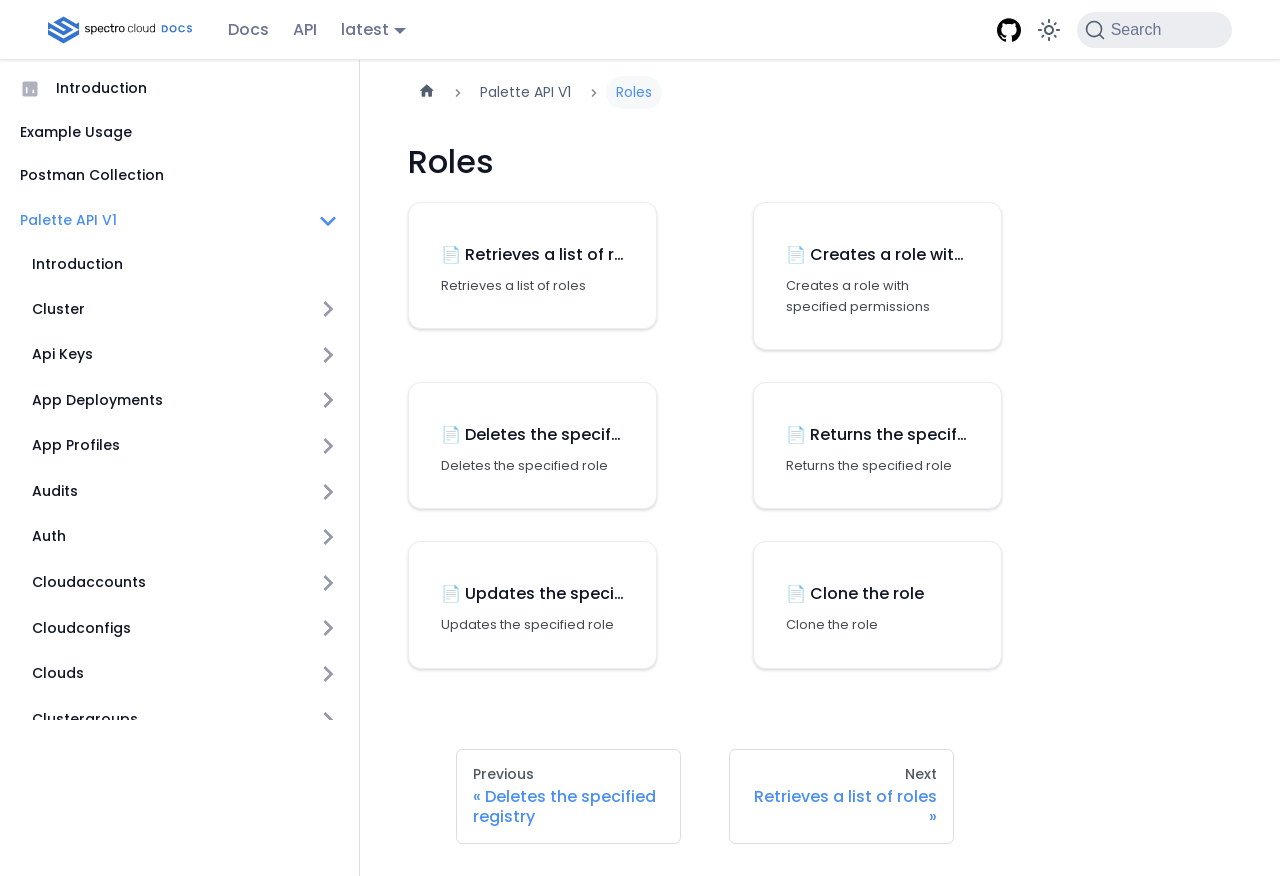 spectro cloud DOCS
Docs
API
latest
Search
Introduction
Example Usage
Postman Collection
Palette API V1
Introduction
Cluster
Api Keys
App Deployments
App Profiles
Audits
Auth
Cloudaccounts
Cloudconfigs
Clouds
Clustergroups
Palette API V1
Roles
Roles
📄 Retrieves a list of r...
Retrieves a list of roles
📄 Creates a role wit...
Creates a role with
specified permissions
📄 Deletes the specif...
Deletes the specified role
📄 Returns the specif...
Returns the specified role
📄 Updates the speci...
Updates the specified role
📄 Clone the role
Clone the role
Previous
« Deletes the specified
registry
Next
Retrieves a list of roles
»